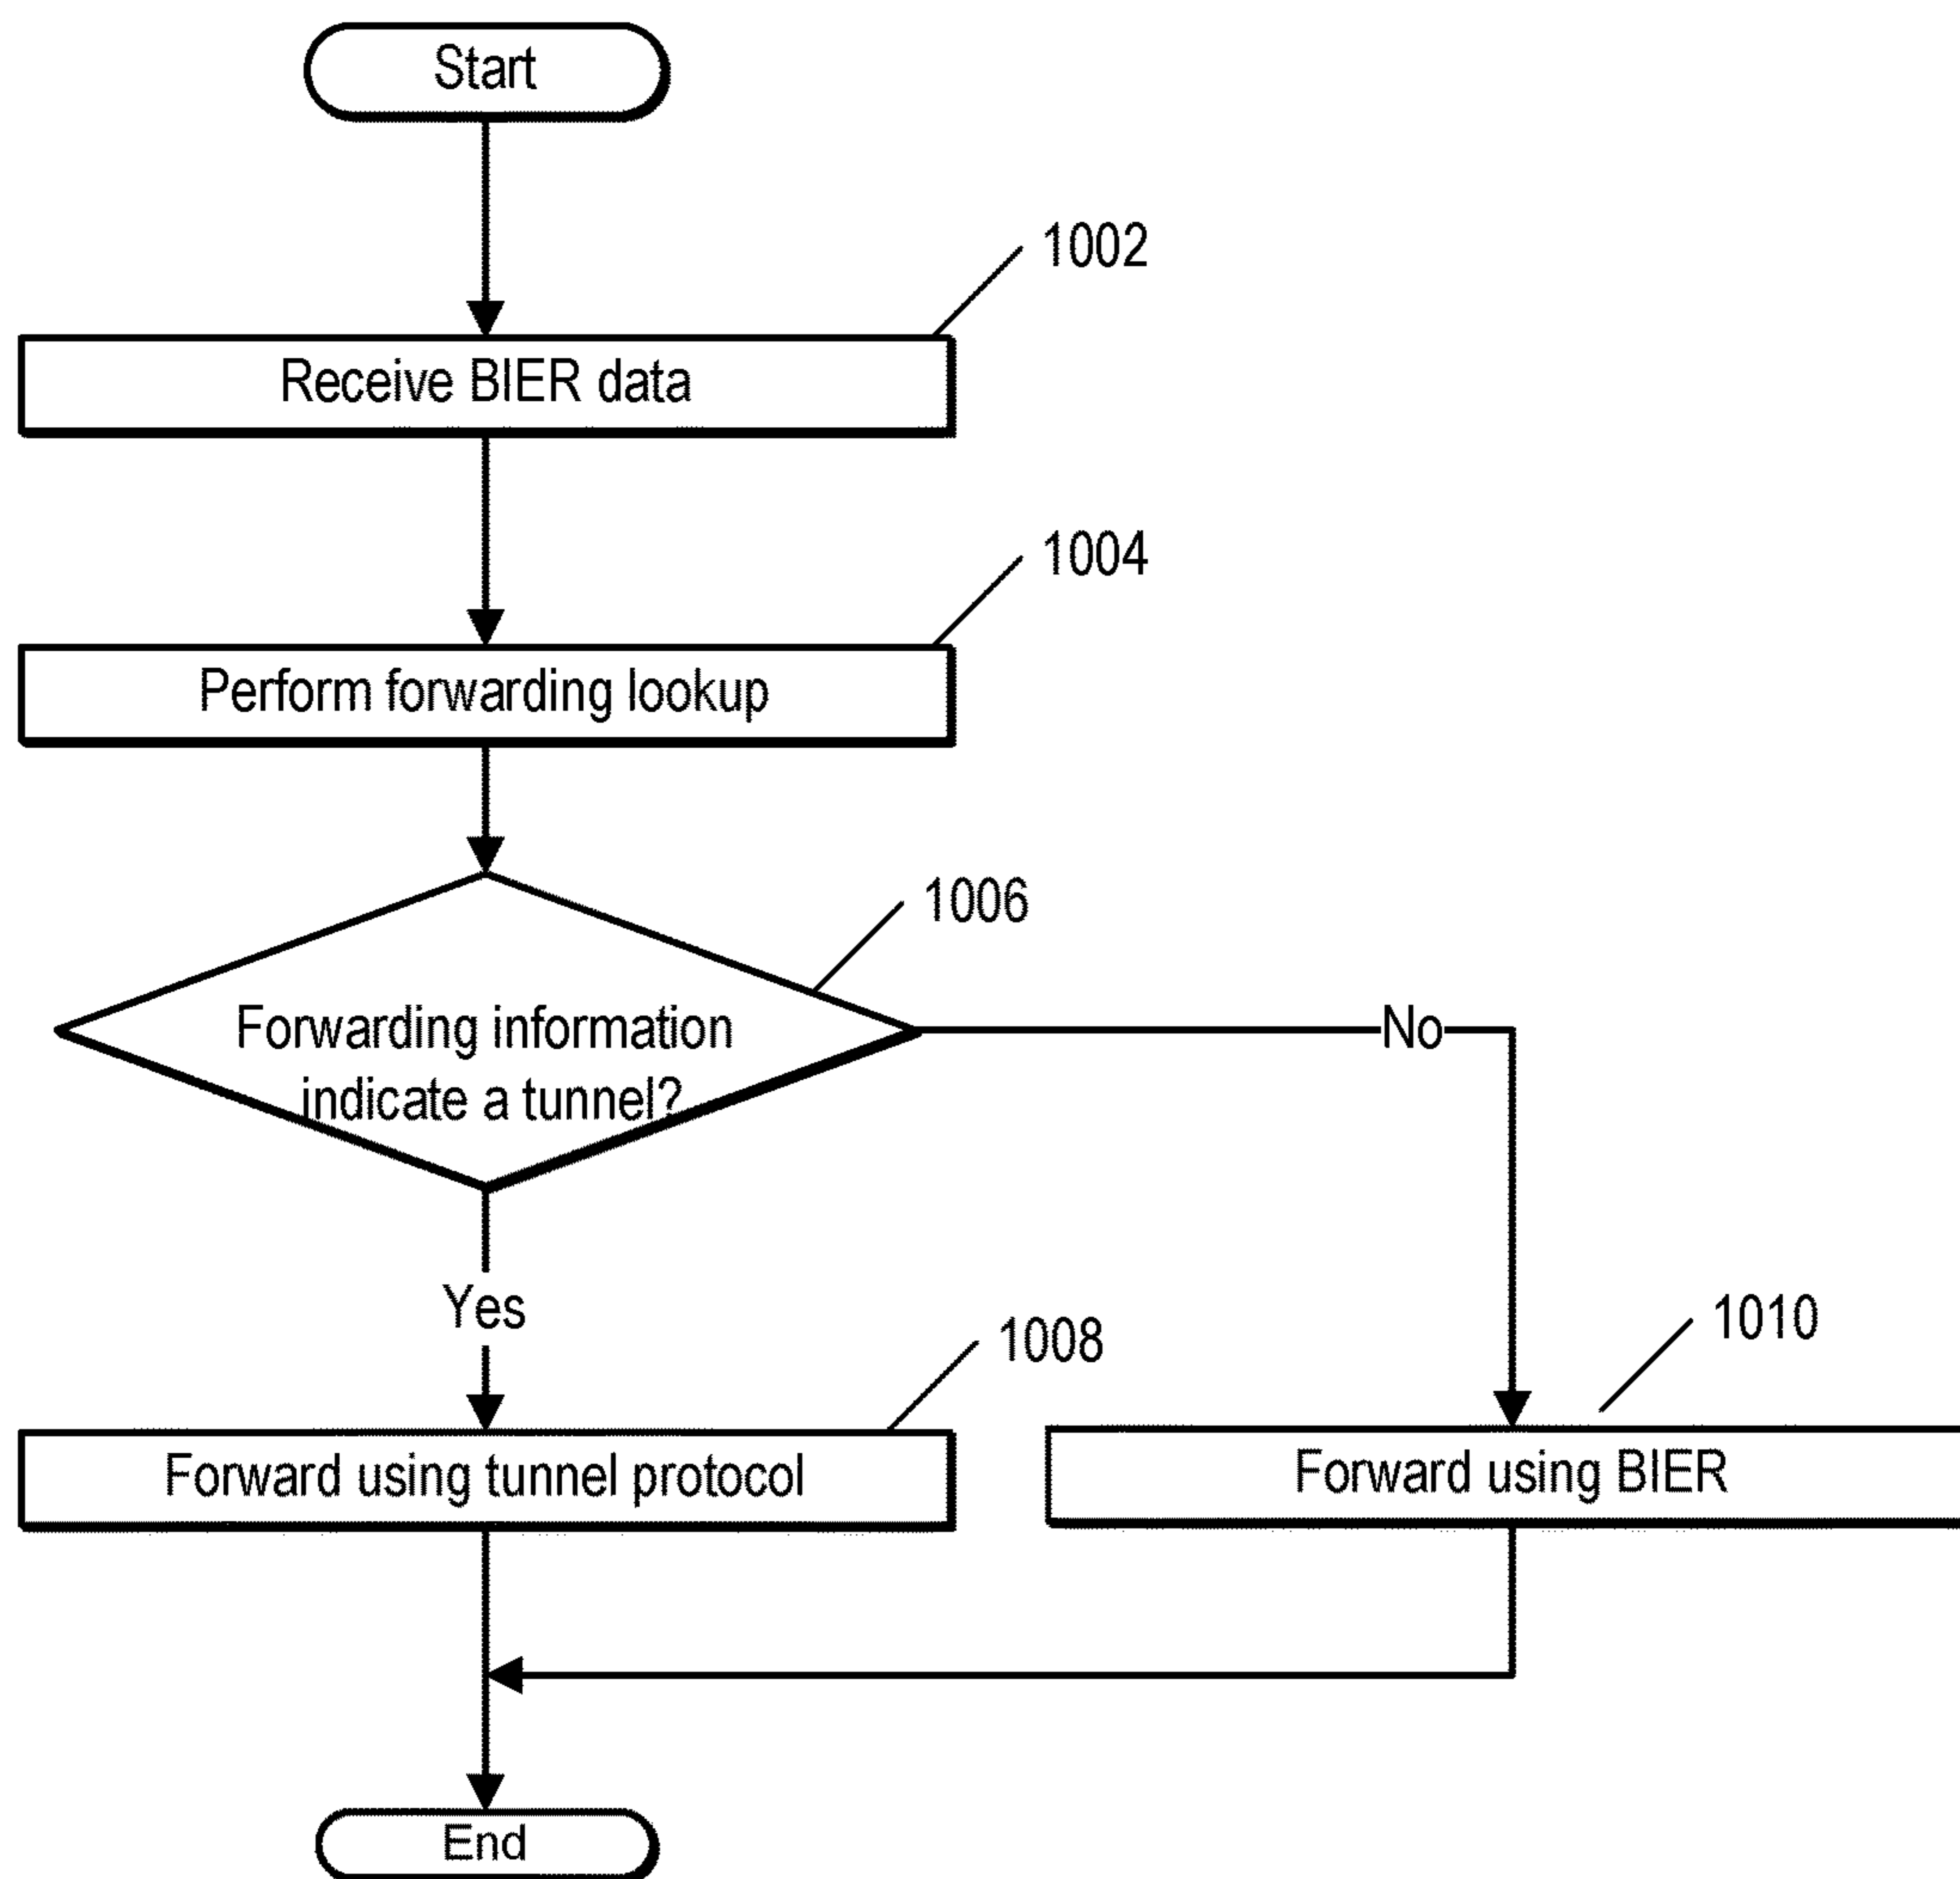 Start
1002
Receive BIER data
1004
Perform forwarding lookup
1006
Forwarding information
indicate a tunnel?
No
Yes
1008
1010
Forward using tunnel protocol
Forward using BIER
End